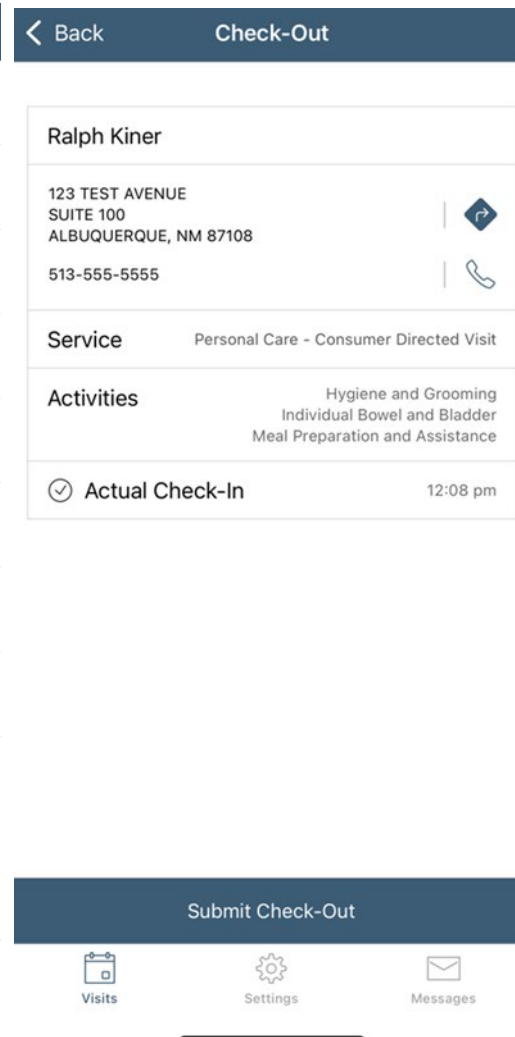 Back
Check-Out
Ralph Kiner
123 TEST AVENUE
SUITE 100
ALBUQUERQUE, NM 87108
513-555-5555
Service
Personal Care - Consumer Directed Visit
Activities
Hygiene and Grooming
Individual Bowel and Bladder
Meal Preparation and Assistance
Actual Check-In
12:08 pm
Submit Check-Out
Visits
Settings
Messages